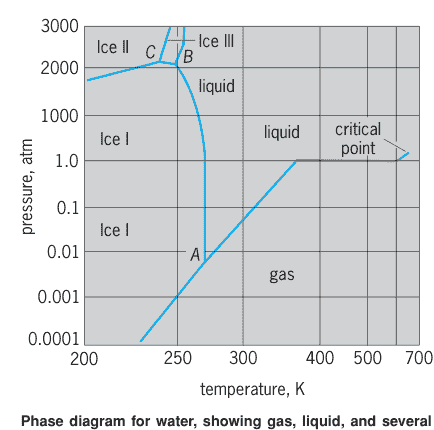 3000
Ice II
C
Ice III
B
2000
liquid
1000
Ice I
liquid
critical
point
1.0
pressure, atm
0.1
Ice I
A
0.01
gas
0.001
0.0001
200
250
300
400
500
700
temperature, K
Phase diagram for water, showing gas, liquid, and several